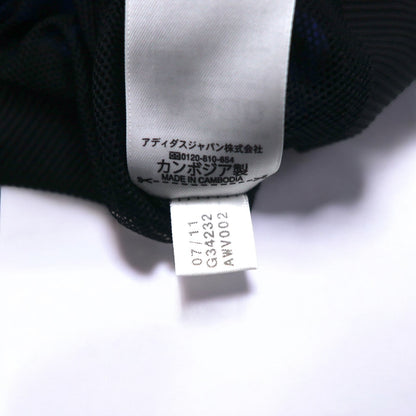 アディダスジャパン株式会社
0120-810-654
カンボジア製
MADE IN CAMBODIA
07/11
G34232
AWV002